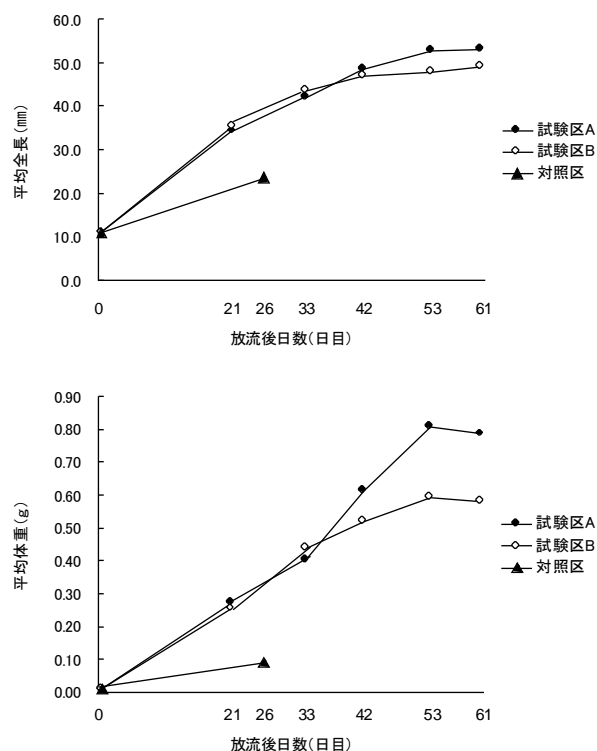 60.0
50.0
40.0
30.0
20.0
10.0
0.0
平均全長(㎜)
0 21 26 33 42 53 61
放流後日数(日目)
試験区A
試験区B
対照区
0.90
0.80
0.70
0.60
0.50
0.40
0.30
0.20
0.10
0.00
平均体重(g)
0 21 26 33 42 53 61
放流後日数(日目)
試験区A
試験区B
対照区